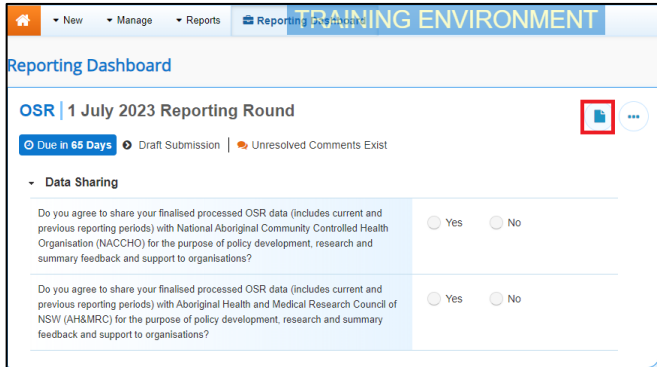 New Manage Reports Reporting Dashboard TRAINING ENVIRONMENT
Reporting Dashboard
OSR | 1 July 2023 Reporting Round
Due in 65 Days Draft Submission | Unresolved Comments Exist
Data Sharing
Do you agree to share your finalised processed OSR data (includes current and
previous reporting periods) with National Aboriginal Community Controlled Health
Organisation (NACCHO) for the purpose of policy development, research and
summary feedback and support to organisations?
Yes No
Do you agree to share your finalised processed OSR data (includes current and
previous reporting periods) with Aboriginal Health and Medical Research Council of
NSW (AH&MRC) for the purpose of policy development, research and summary
feedback and support to organisations?
Yes No